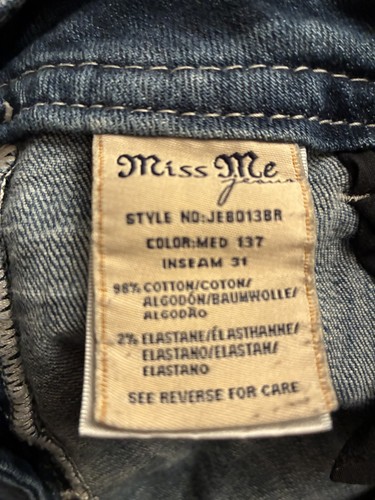 Miss Me
Jeans
STYLE NO:JE8013BR
COLOR:MED 137
INSEAM 31
98% COTTON/COTON/
ALGODÓN/BAUMWOLLE/
ALGODÃO
2% ELASTANE/ÉLASTHANNE/
ELASTANO/ELASTAN/
ELASTANO
SEE REVERSE FOR CARE